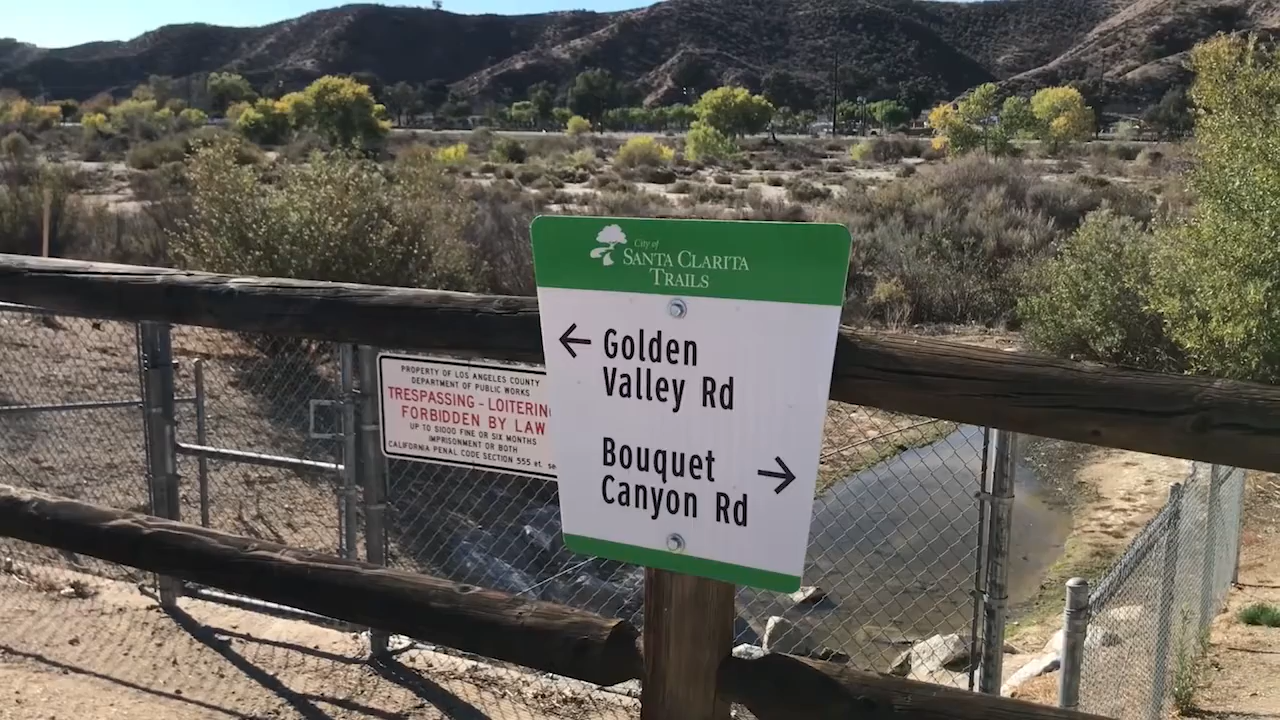 City of
SANTA CLARITA
TRAILS
← Golden
Valley Rd
Bouquet →
Canyon Rd
PROPERTY OF LOS ANGELES COUNTY
DEPARTMENT OF PUBLIC WORKS
TRESPASSING - LOITERIN
FORBIDDEN BY LAW
UP TO $1000 FINE OR SIX MONTHS
IMPRISONMENT OR BOTH
CALIFORNIA PENAL CODE SECTION 555 et se